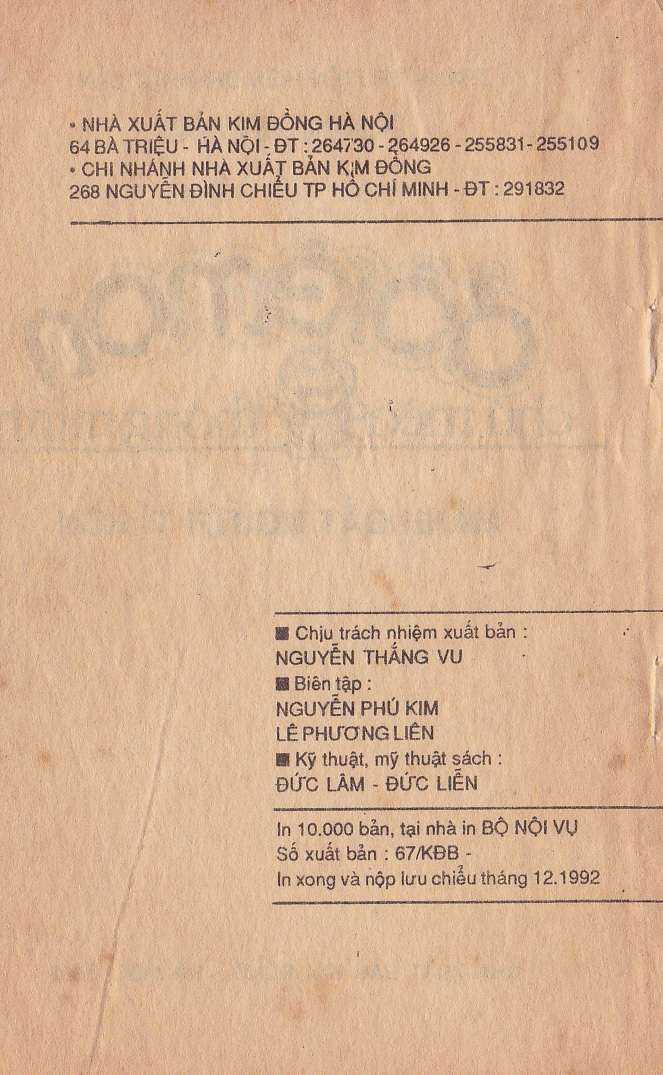 • NHÀ XUẤT BẢN KIM ĐỒNG HÀ NỘI
64 BÀ TRIỆU - HÀ NỘI - ĐT : 264730 - 264926 - 255831 - 255109
• CHI NHÁNH NHÀ XUẤT BẢN KIM ĐỒNG
268 NGUYỄN ĐÌNH CHIỂU TP HỒ CHÍ MINH - ĐT : 291832
■ Chịu trách nhiệm xuất bản :
NGUYỄN THẮNG VU
■ Biên tập :
NGUYỄN PHÚ KIM
LÊ PHƯƠNG LIÊN
■ Kỹ thuật, mỹ thuật sách :
ĐỨC LÂM - ĐỨC LIỄN
In 10.000 bản, tại nhà in BỘ NỘI VỤ
Số xuất bản : 67/KĐB -
In xong và nộp lưu chiểu tháng 12.1992